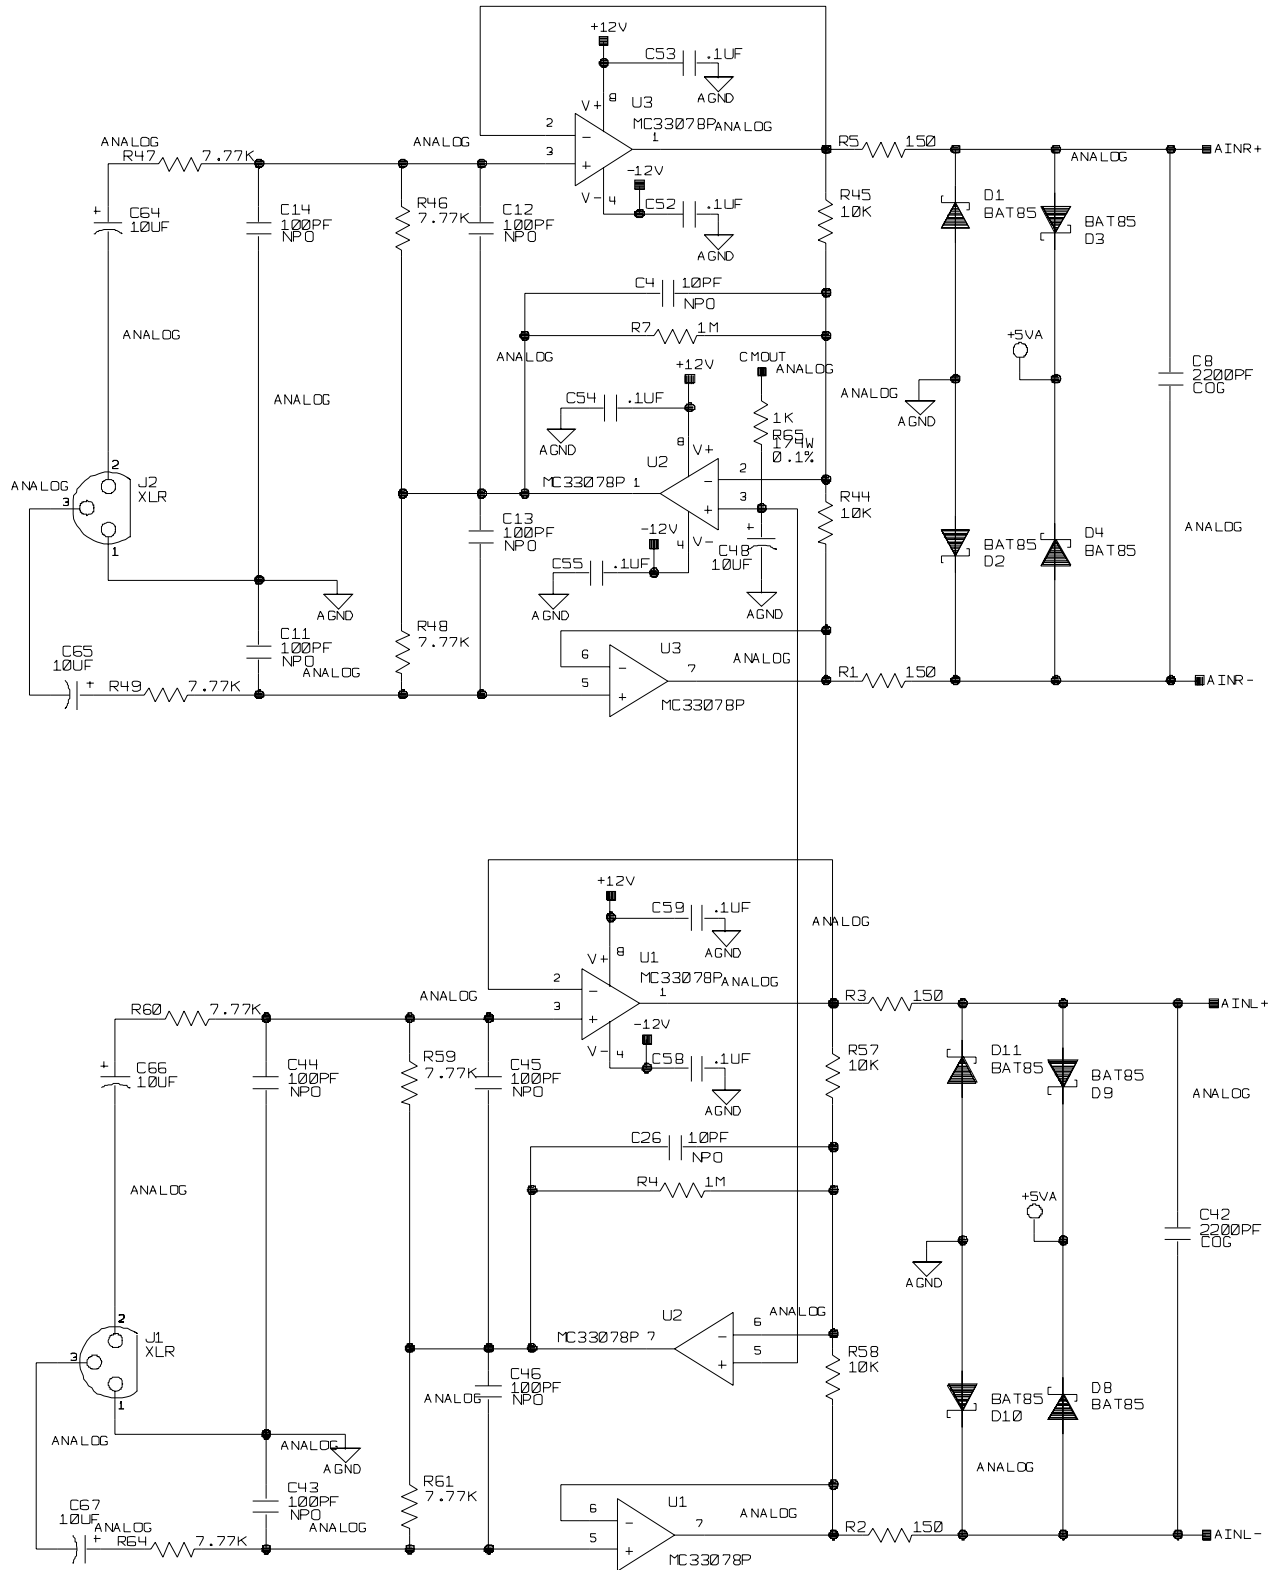 +12V
C53 .1UF
AGND
V+ 8 U3
MC33078P ANALOG
2 1
3
ANALOG
R47 7.77K
ANALOG
R5 150
ANALOG
AINR+
-12V
V- 4
C52 .1UF
AGND
+
C64
10UF
C14
100PF
NPO
R46
7.77K
C12
100PF
NPO
R45
10K
D1
BAT85
BAT85
D3
C4 10PF
NPO
R7 1M
ANALOG
ANALOG
+12V
CMOUT
ANALOG
+5VA
C8
2200PF
COG
ANALOG
ANALOG
AGND
C54 .1UF
AGND
1K
R65
1/4W
0.1%
8 V+
U2
MC33078P 1
2
3
R44
10K
2
J2
XLR
ANALOG
3
1
ANALOG
C13
100PF
NPO
-12V
4 V-
+
C48
10UF
BAT85
D2
D4
BAT85
C55 .1UF
AGND
AGND
AGND
C11
100PF
NPO
ANALOG
R48
7.77K
C65
10UF
+
R49 7.77K
6
5
U3
7
MC33078P
ANALOG
R1 150
AINR-
+12V
C59 .1UF
AGND
ANALOG
V+ 8 U1
MC33078P ANALOG
2 1
3
ANALOG
R60 7.77K
R3 150
AINL+
-12V
V- 4
C58 .1UF
AGND
+
C66
10UF
C44
100PF
NPO
R59
7.77K
C45
100PF
NPO
R57
10K
D11
BAT85
BAT85
D9
ANALOG
C26 10PF
NPO
R4 1M
ANALOG
+5VA
C42
2200PF
COG
AGND
2
J1
XLR
3
1
U2
MC33078P 7
ANALOG
6
5
R58
10K
C46
100PF
NPO
ANALOG
BAT85
D10
D8
BAT85
ANALOG
ANALOG
AGND
ANALOG
C43
100PF
NPO
ANALOG
R61
7.77K
C67
10UF
+
ANALOG
R64 7.77K
6
5
U1
7
MC33078P
ANALOG
R2 150
AINL-